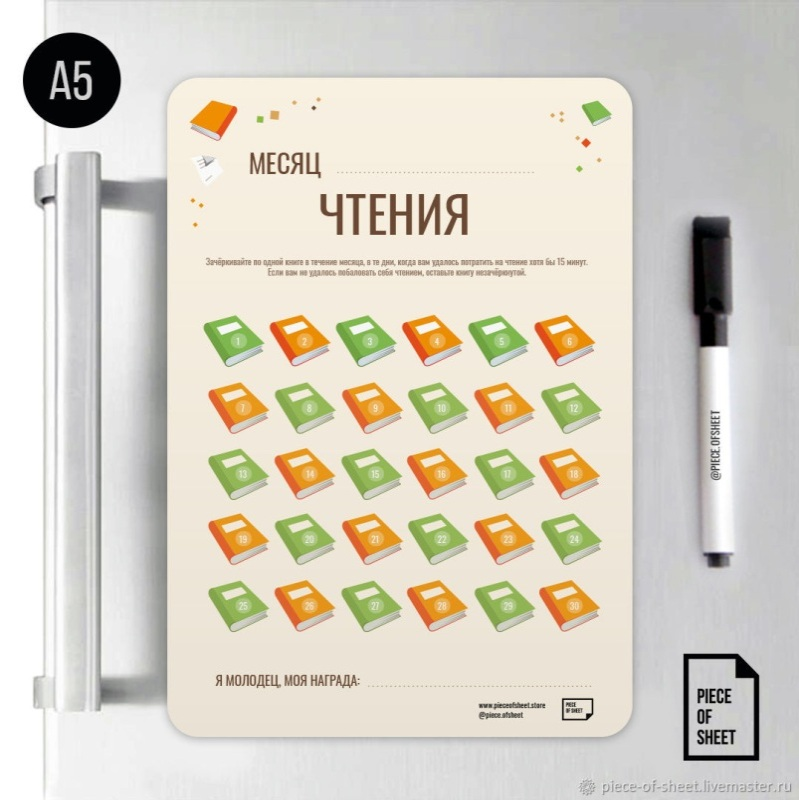 A5
МЕСЯЦ
ЧТЕНИЯ
Зачёркивайте по одной книге в течение месяца, в те дни, когда вам удалось потратить на чтение хотя бы 15 минут.
Если вам не удалось побаловать себя чтением, оставьте книгу незачёркнутой.
1 2 3 4 5 6
7 8 9 10 11 12
13 14 15 16 17 18
19 20 21 22 23 24
25 26 27 28 29 30
Я МОЛОДЕЦ, МОЯ НАГРАДА:
www.pieceofsheet.store
@piece.ofsheet
PIECE
OF SHEET
@PIECE.OFSHEET
PIECE
OF
SHEET
piece-of-sheet.livemaster.ru